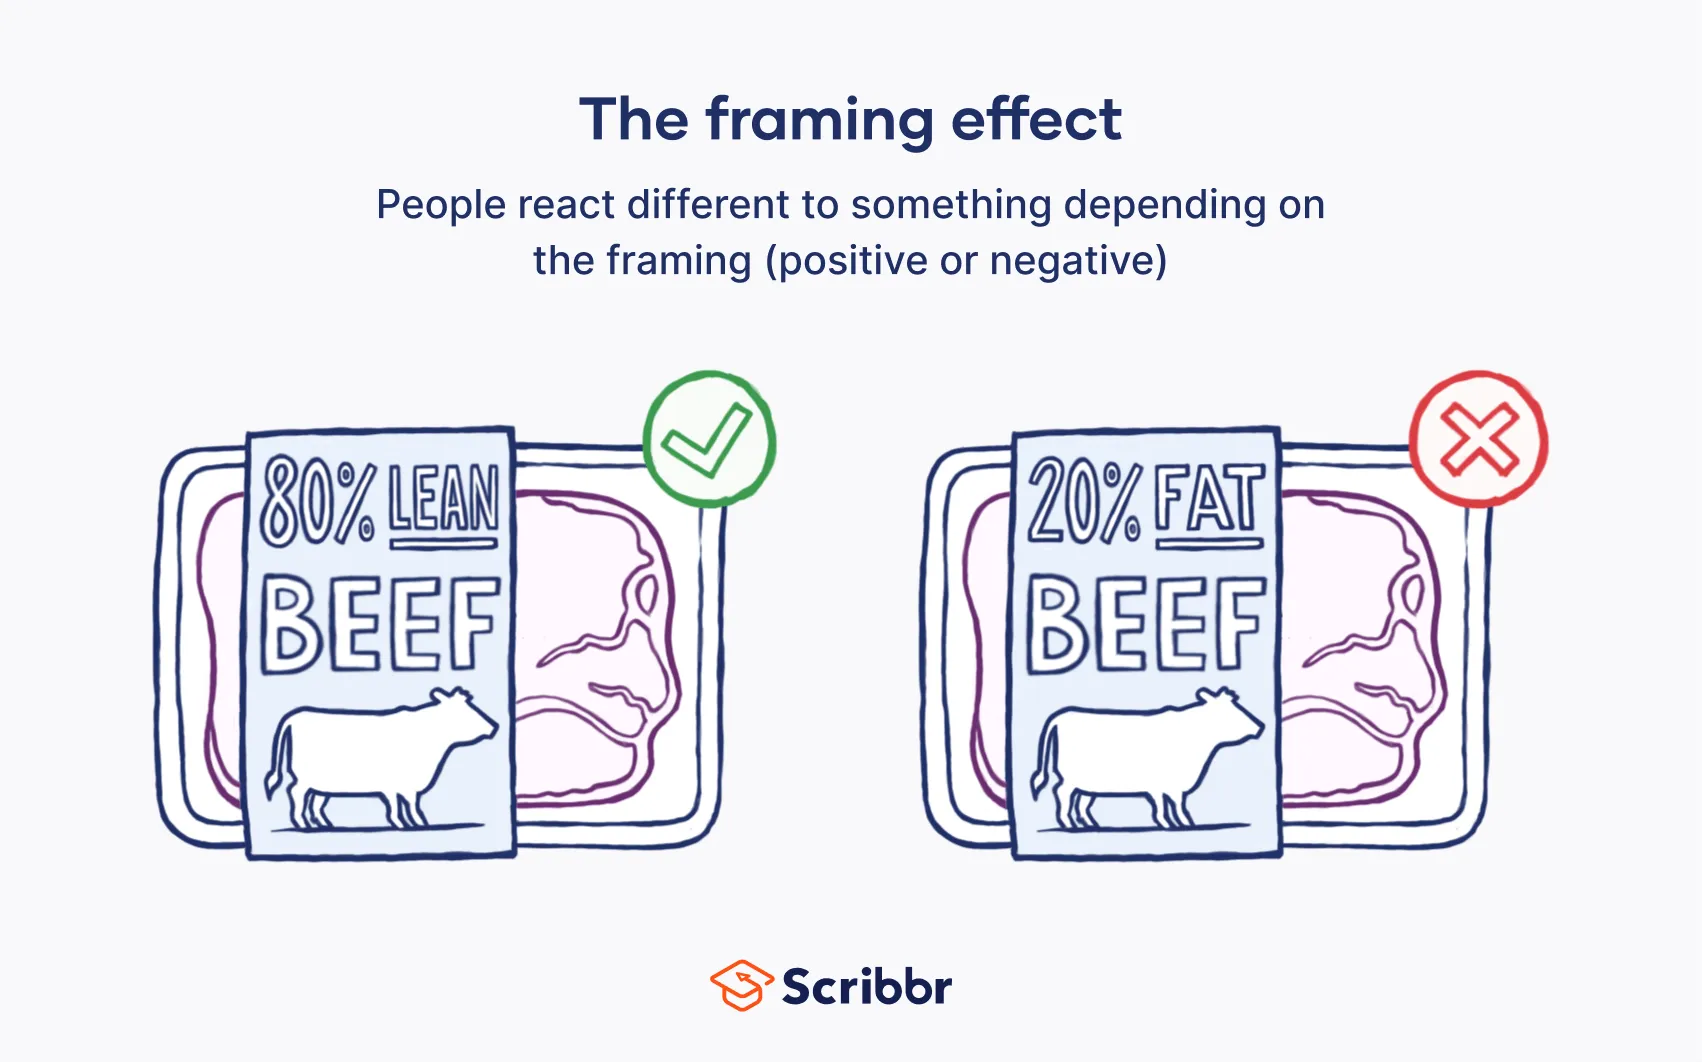 The framing effect
People react different to something depending on
the framing (positive or negative)
80% LEAN
BEEF
20% FAT
BEEF
Scribbr